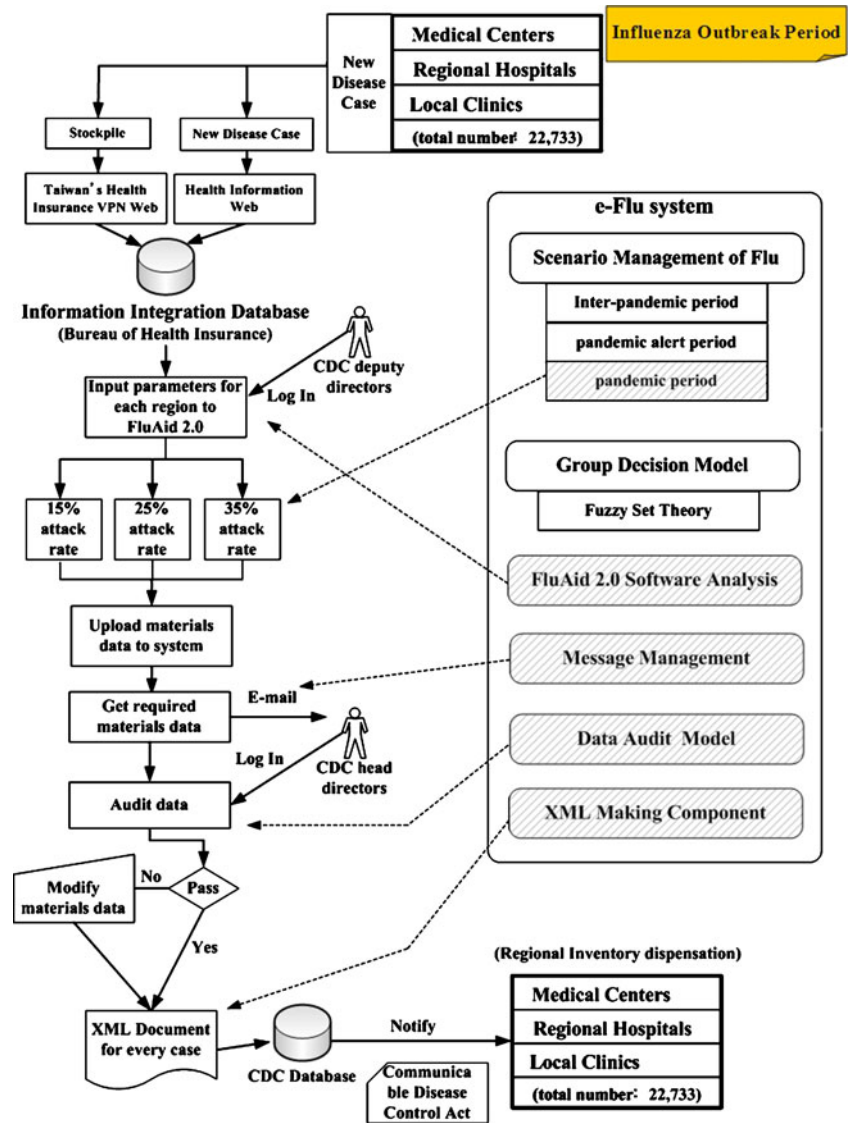 Influenza Outbreak Period
New
Disease
Case
Medical Centers
Regional Hospitals
Local Clinics
(total number: 22,733)
Stockpile
New Disease Case
Taiwan's Health
Insurance VPN Web
Health Information
Web
Information Integration Database
(Bureau of Health Insurance)
CDC deputy
directors
Log In
Input parameters for
each region to
FluAid 2.0
15%
attack
rate
25%
attack
rate
35%
attack
rate
Upload materials
data to system
Get required
materials data
E-mail
Log In
CDC head
directors
Audit data
Pass
No
Modify
materials data
Yes
XML Document
for every case
CDC Database
Notify
Communica
ble Disease
Control Act
e-Flu system
Scenario Management of Flu
Inter-pandemic period
pandemic alert period
pandemic period
Group Decision Model
Fuzzy Set Theory
FluAid 2.0 Software Analysis
Message Management
Data Audit Model
XML Making Component
(Regional Inventory dispensation)
Medical Centers
Regional Hospitals
Local Clinics
(total number: 22,733)